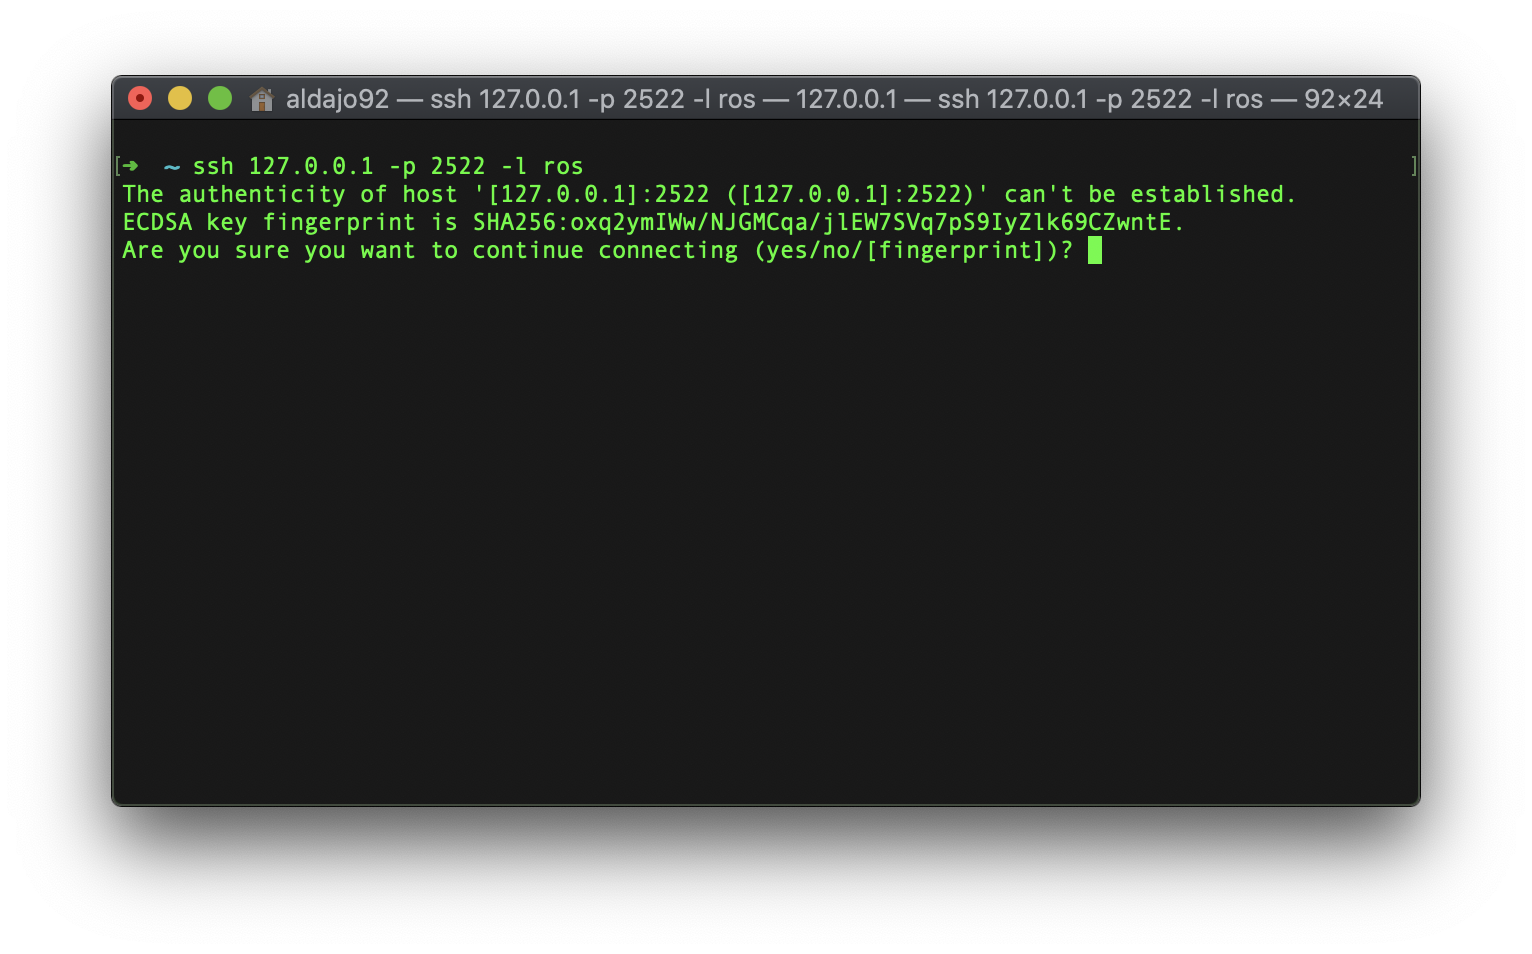 aldajo92 — ssh 127.0.0.1 -p 2522 -l ros — 127.0.0.1 — ssh 127.0.0.1 -p 2522 -l ros — 92×24
[➜  ~ ssh 127.0.0.1 -p 2522 -l ros ]
The authenticity of host '[127.0.0.1]:2522 ([127.0.0.1]:2522)' can't be established.
ECDSA key fingerprint is SHA256:oxq2ymIWw/NJGMCqa/jlEW7SVq7pS9IyZlk69CZwntE.
Are you sure you want to continue connecting (yes/no/[fingerprint])?